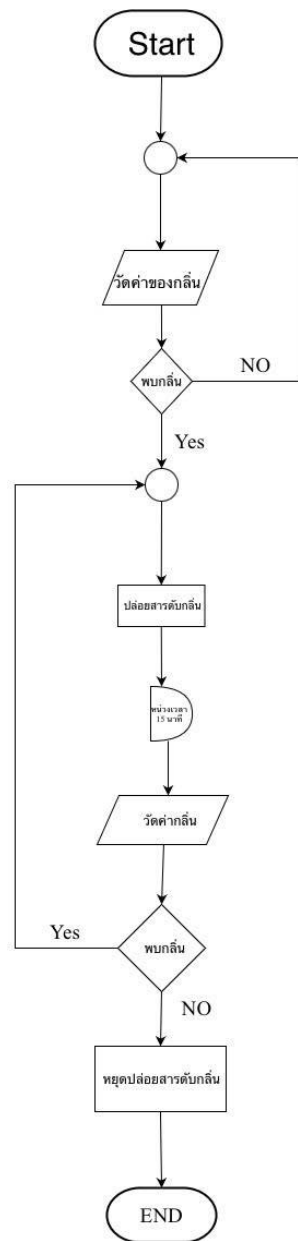 Start
วัดค่าของกลิ่น
พบกลิ่น
NO
Yes
ปล่อยสารดับกลิ่น
หน่วงเวลา
15 นาที
วัดค่ากลิ่น
Yes
พบกลิ่น
NO
หยุดปล่อยสารดับกลิ่น
END